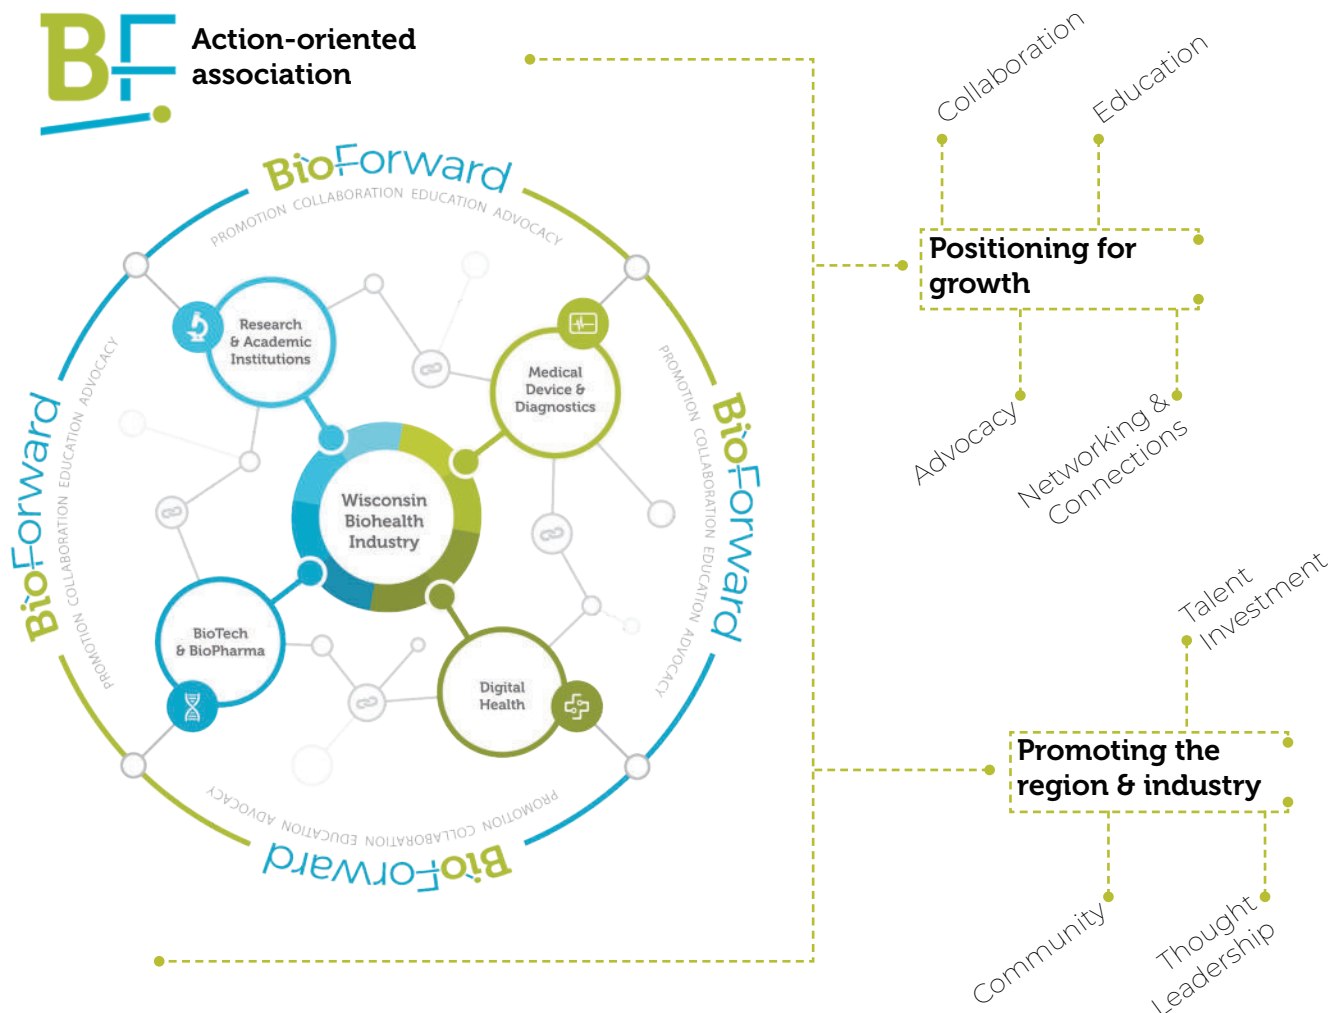 BF
Action-oriented
association
BioForward
PROMOTION COLLABORATION EDUCATION ADVOCACY
BioForward
PROMOTION COLLABORATION EDUCATION ADVOCACY
BioForward
PROMOTION COLLABORATION EDUCATION ADVOCACY
BioForward
PROMOTION COLLABORATION EDUCATION ADVOCACY
Research
& Academic
Institutions
Medical
Device &
Diagnostics
Wisconsin
Biohealth
Industry
BioTech
& BioPharma
Digital
Health
Collaboration
Education
Positioning for
growth
Advocacy
Networking &
Connections
Talent
Investment
Promoting the
region & industry
Community
Thought
Leadership